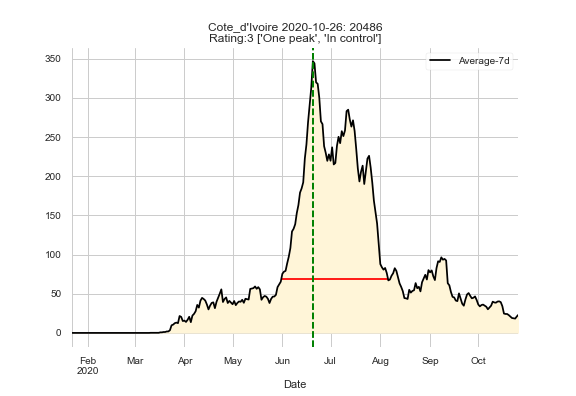 Cote_d'Ivoire 2020-10-26: 20486
Rating:3 ['One peak', 'In control']
Average-7d
350
300
250
200
150
100
50
0
Feb Mar Apr May Jun Jul Aug Sep Oct
2020
Date